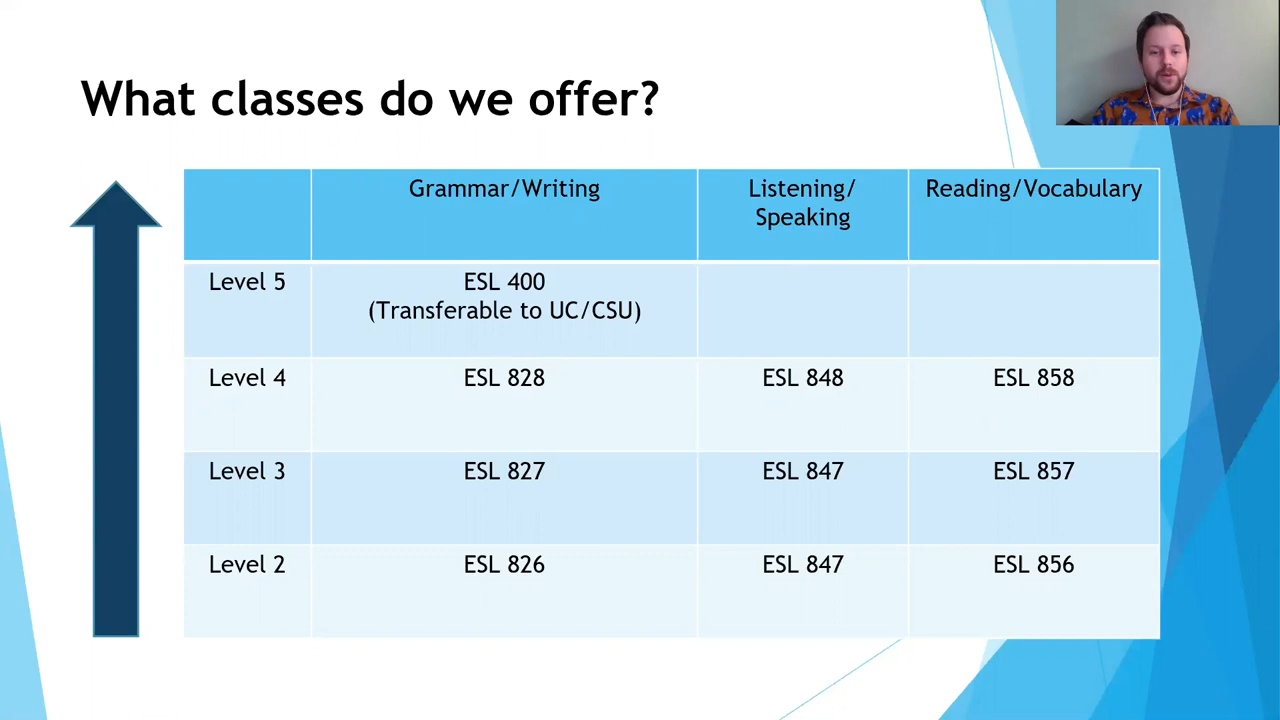 What classes do we offer?
Grammar/Writing
Listening/
Speaking
Reading/Vocabulary
Level 5
ESL 400
(Transferable to UC/CSU)
Level 4
ESL 828
ESL 848
ESL 858
Level 3
ESL 827
ESL 847
ESL 857
Level 2
ESL 826
ESL 847
ESL 856